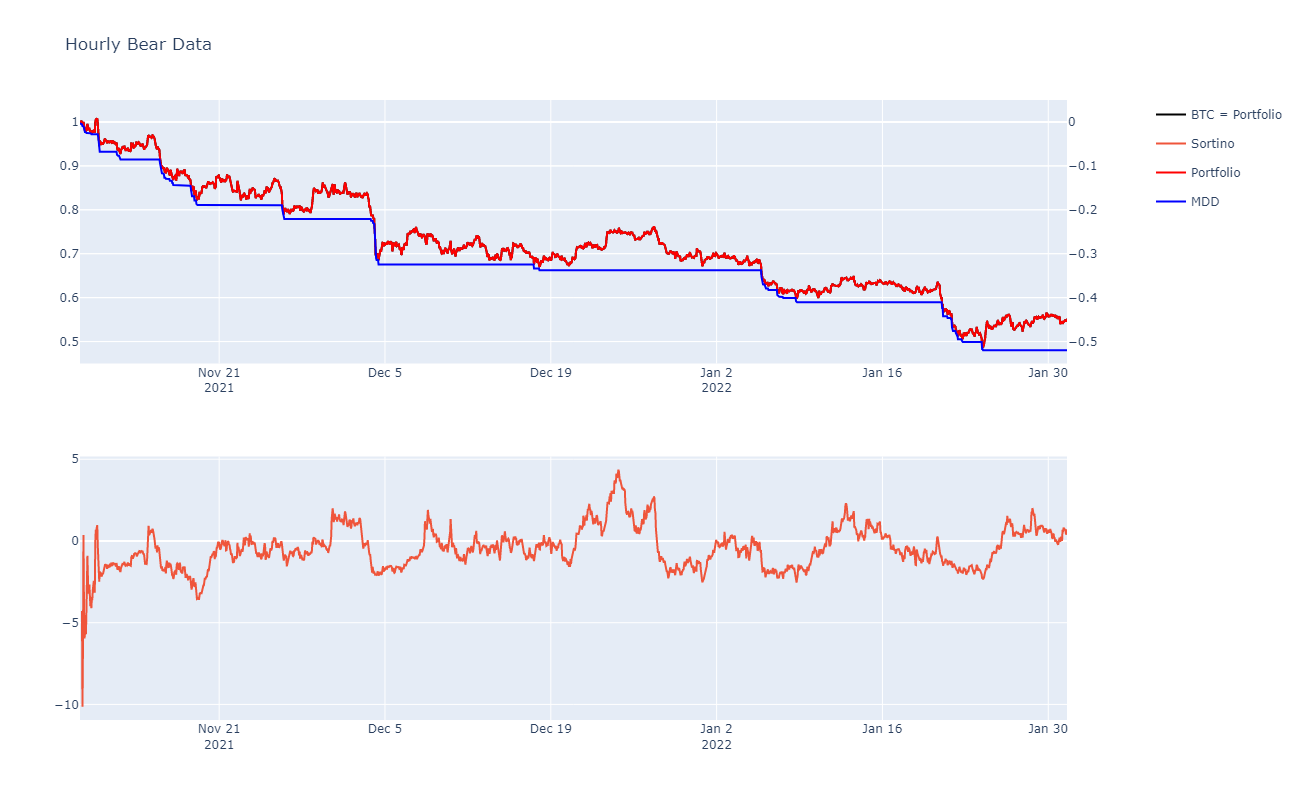 Hourly Bear Data
BTC = Portfolio
Sortino
Portfolio
MDD
1
0.9
0.8
0.7
0.6
0.5
0
−0.1
−0.2
−0.3
−0.4
−0.5
Nov 21
2021
Dec 5
Dec 19
Jan 2
2022
Jan 16
Jan 30
5
0
−5
−10
Nov 21
2021
Dec 5
Dec 19
Jan 2
2022
Jan 16
Jan 30